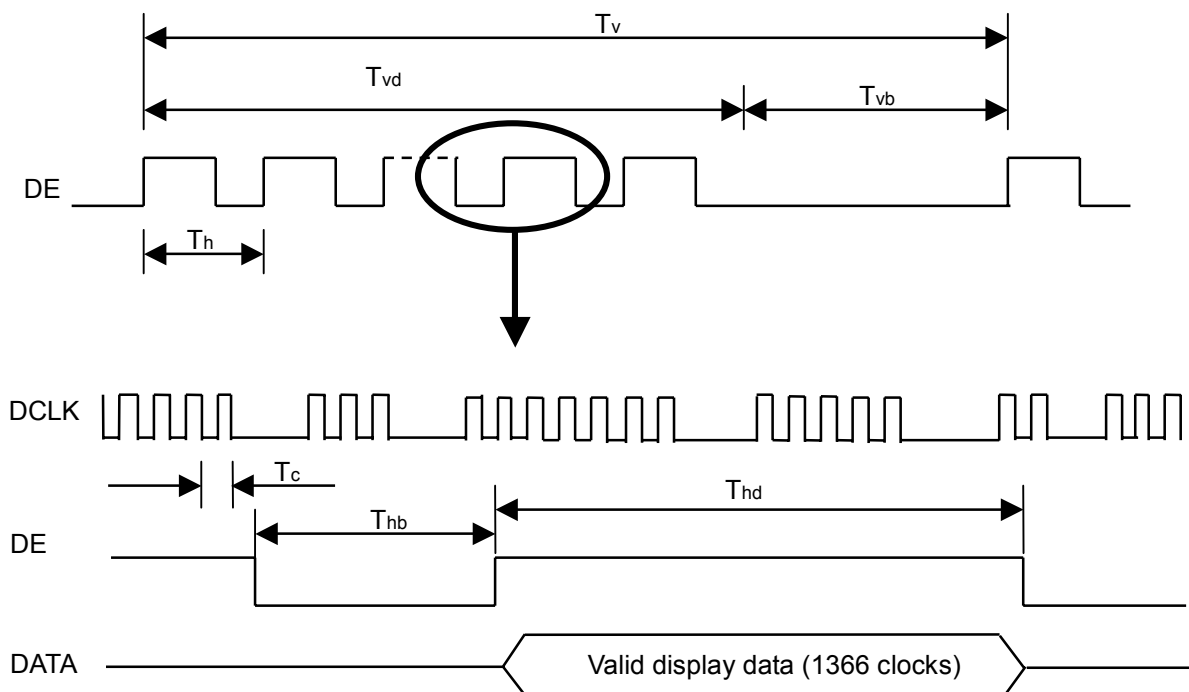 Tv
Tvd
Tvb
DE
Th
DCLK
Tc
Thd
Thb
DE
DATA
Valid display data (1366 clocks)